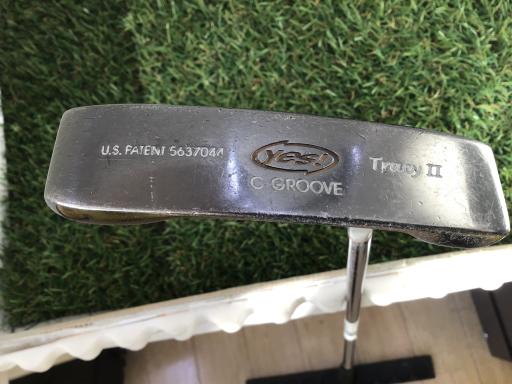 U.S. PATENT 5637044
yes!
C GROOVE
Tracy II